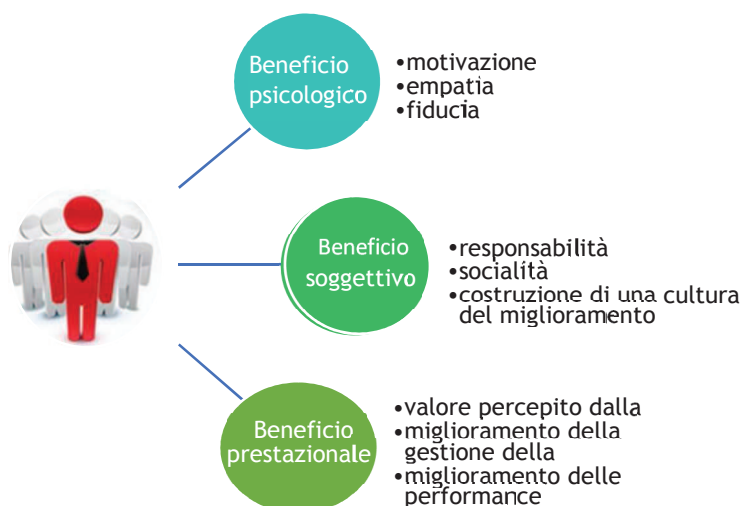 Beneficio
psicologico
•motivazione
•empatia
•fiducia
Beneficio
soggettivo
•responsabilità
•socialítà
•costruzione di una cultura
del miglioramento
Beneficio
prestazionale
•valore percepito dalla
•miglioramento della
gestione della
•miglioramento delle
performance